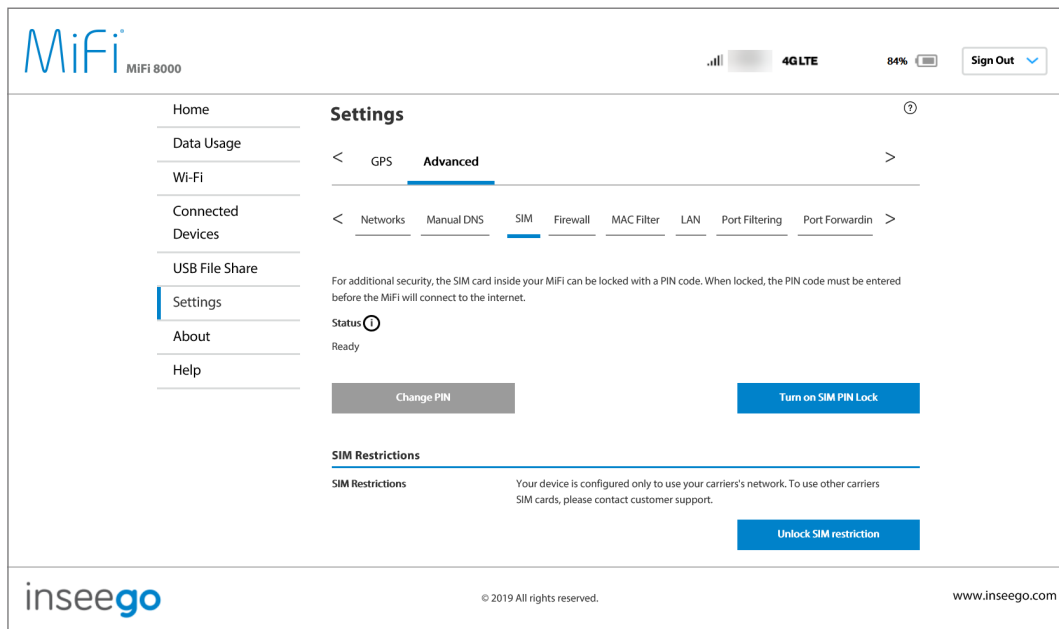 MiFi MiFi 8000
4G LTE
84%
Sign Out
Home
Data Usage
Wi-Fi
Connected
Devices
USB File Share
Settings
About
Help
Settings
?
< GPS Advanced >
< Networks Manual DNS SIM Firewall MAC Filter LAN Port Filtering Port Forwardin >
For additional security, the SIM card inside your MiFi can be locked with a PIN code. When locked, the PIN code must be entered
before the MiFi will connect to the internet.
Status i
Ready
Change PIN
Turn on SIM PIN Lock
SIM Restrictions
SIM Restrictions
Your device is configured only to use your carriers's network. To use other carriers
SIM cards, please contact customer support.
Unlock SIM restriction
inseego
© 2019 All rights reserved.
www.inseego.com